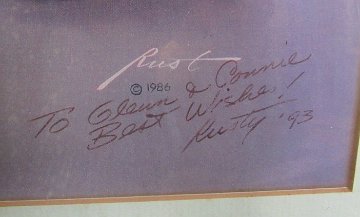 Rust
© 1986
To Glenn & Connie
Best Wishes!
Rusty '93